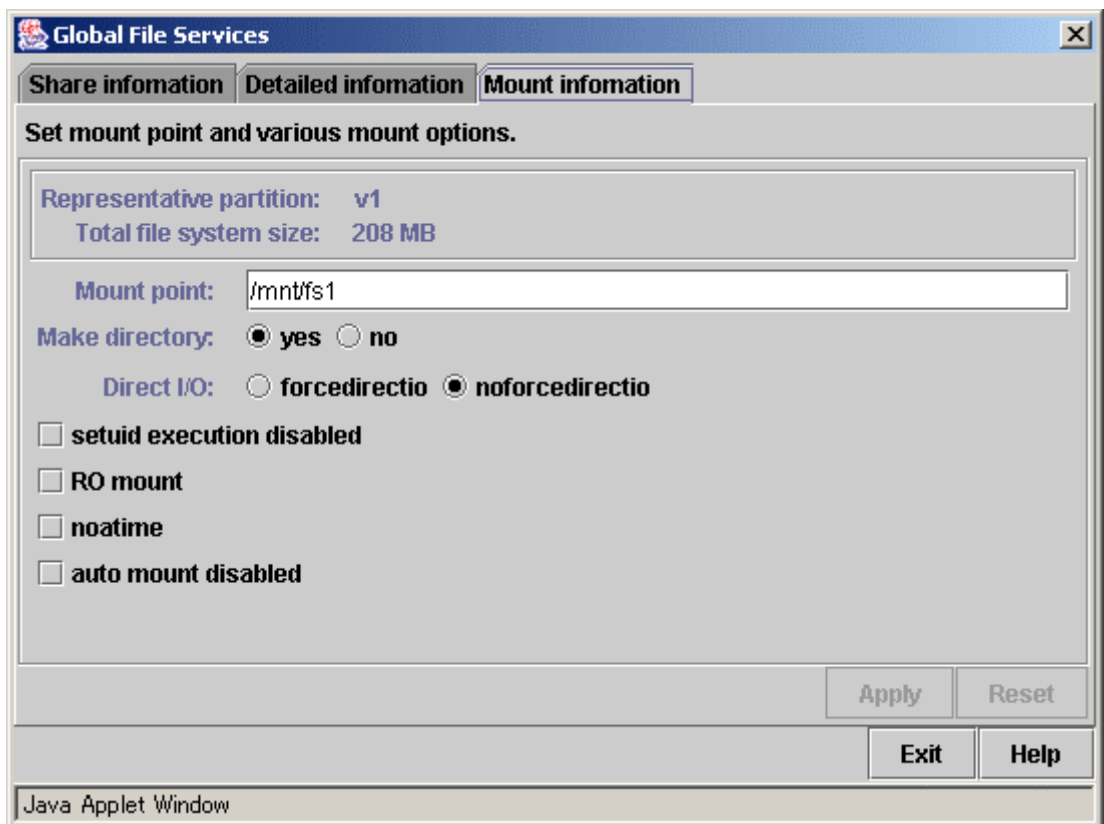 Global File Services
Share infomation Detailed infomation Mount infomation
Set mount point and various mount options.
Representative partition: v1
Total file system size: 208 MB
Mount point: /mnt/fs1
Make directory: yes no
Direct I/O: forcedirectio noforcedirectio
setuid execution disabled
RO mount
noatime
auto mount disabled
Apply Reset
Exit Help
Java Applet Window